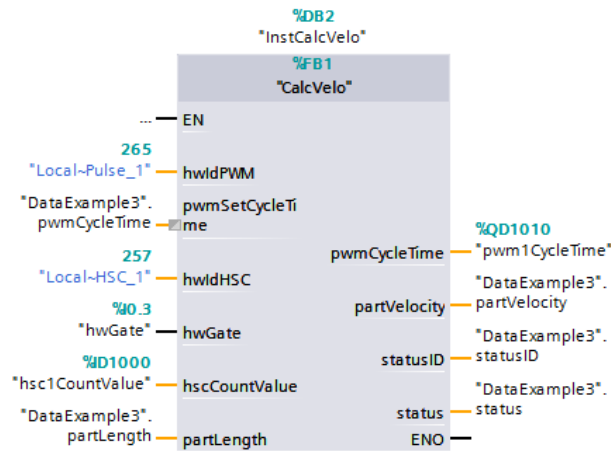 %DB2
"InstCalcVelo"
%FB1
"CalcVelo"
... EN
265
"Local~Pulse_1" hwIdPWM
"DataExample3".
pwmCycleTime
pwmSetCycleTi
me
257
"Local~HSC_1" hwIdHSC
%I0.3
"hwGate" hwGate
%ID1000
"hsc1CountValue" hscCountValue
"DataExample3".
partLength partLength
%QD1010
pwmCycleTime "pwm1CycleTime"
"DataExample3".
partVelocity partVelocity
"DataExample3".
statusID statusID
"DataExample3".
status status
ENO